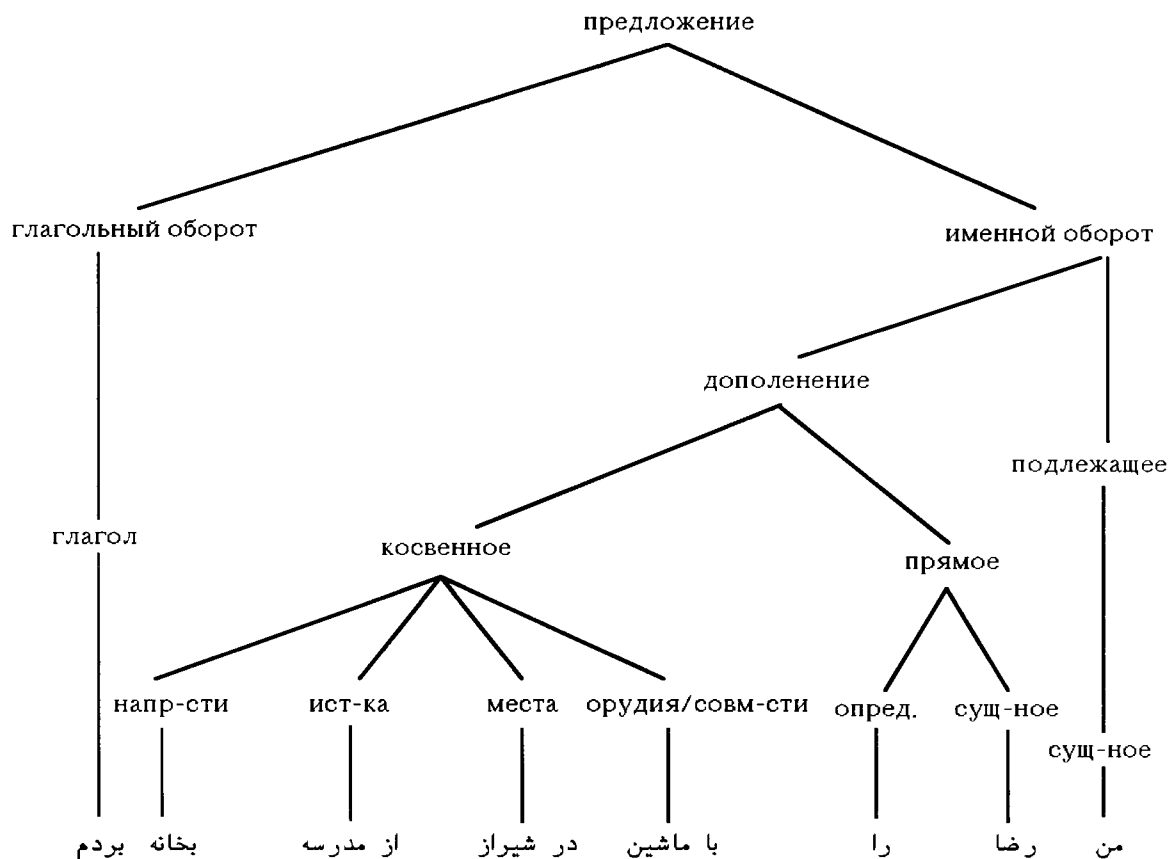 предложение
глагольный оборот именной оборот
дополенение
подлежащее
глагол косвенное прямое
напр-сти ист-ка места орудия/совм-сти опред. сущ-ное
сущ-ное
من رضا را با ماشین در شیراز از مدرسه بخانه بردم